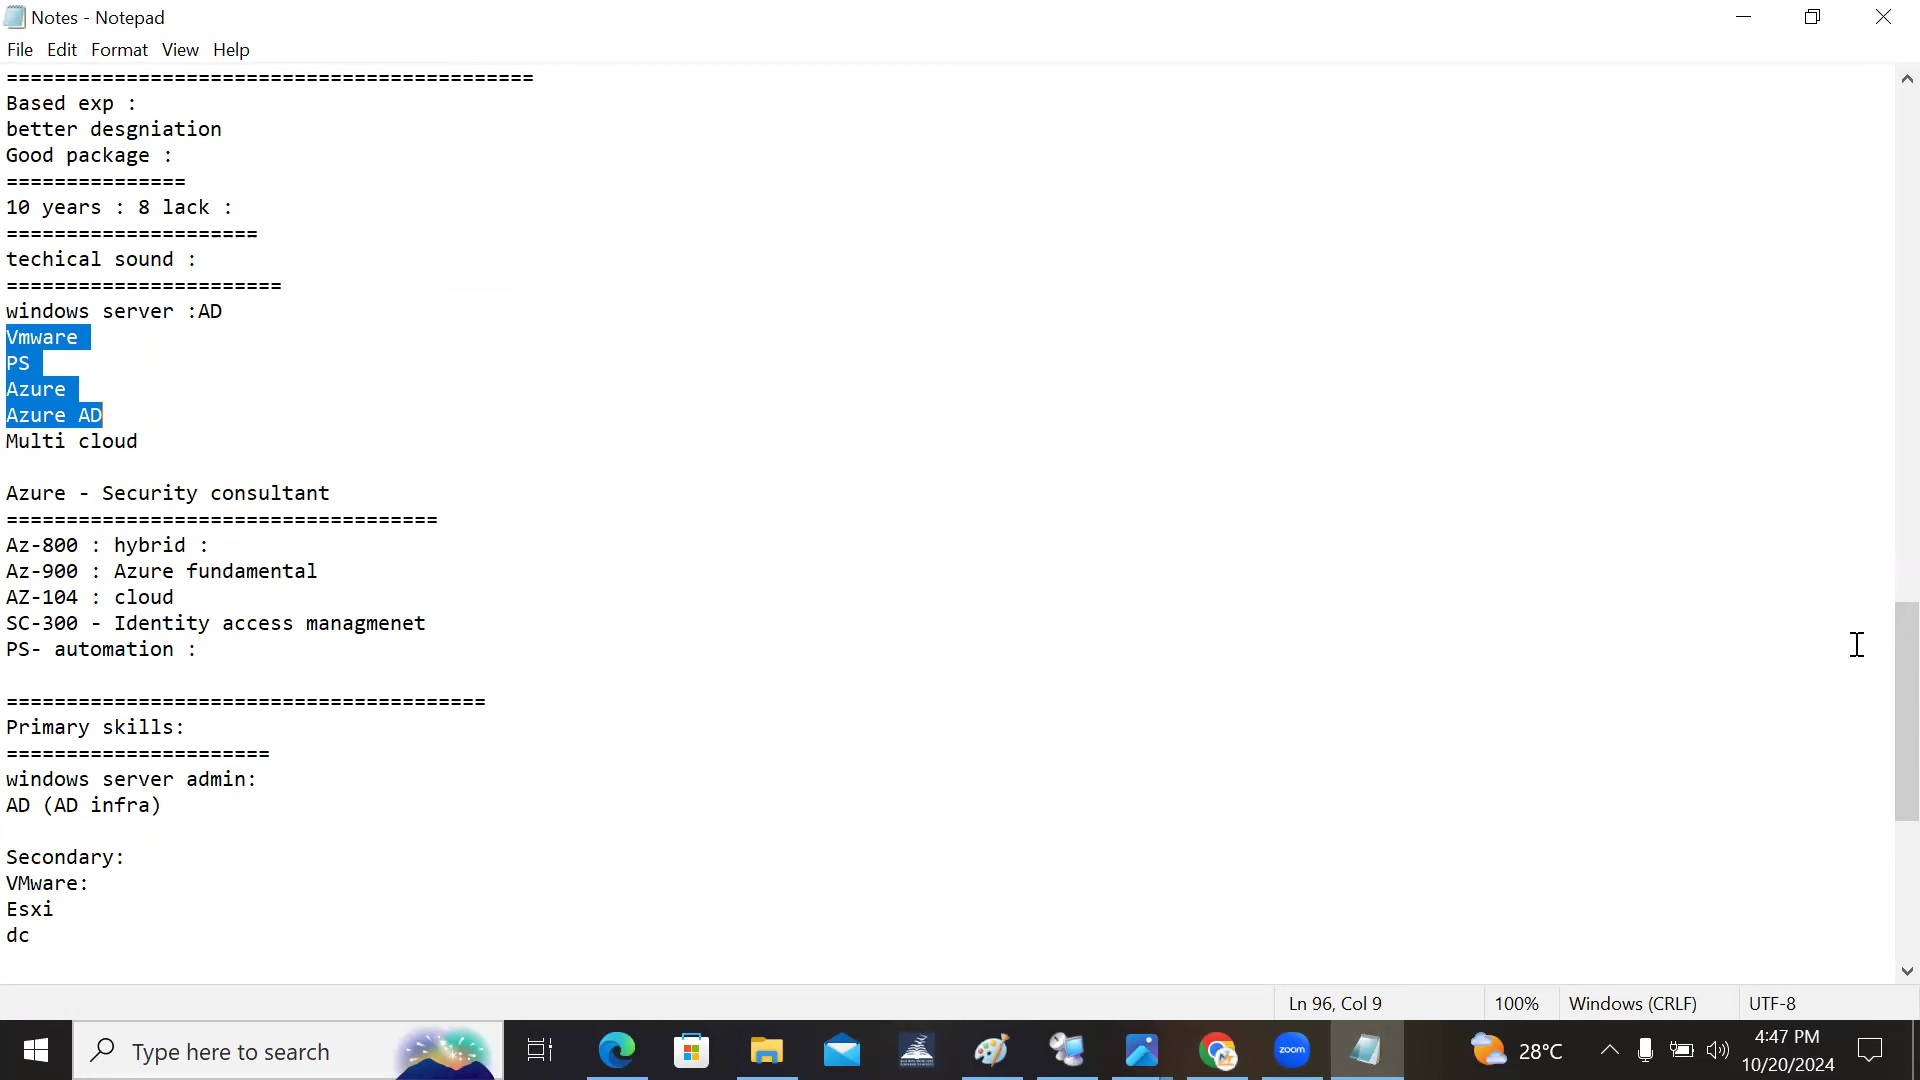 Notes - Notepad
File Edit Format View Help
============================================
Based exp :
better desgniation
Good package :
===============
10 years : 8 lack :
=====================
techical sound :
=======================
windows server :AD
Vmware
PS
Azure
Azure AD
Multi cloud
Azure - Security consultant
====================================
Az-800 : hybrid :
Az-900 : Azure fundamental
AZ-104 : cloud
SC-300 - Identity access managmenet
PS- automation :
========================================
Primary skills:
======================
windows server admin:
AD (AD infra)
Secondary:
VMware:
Esxi
dc
Ln 96, Col 9 100% Windows (CRLF) UTF-8
Type here to search zoom 28°C 4:47 PM
10/20/2024